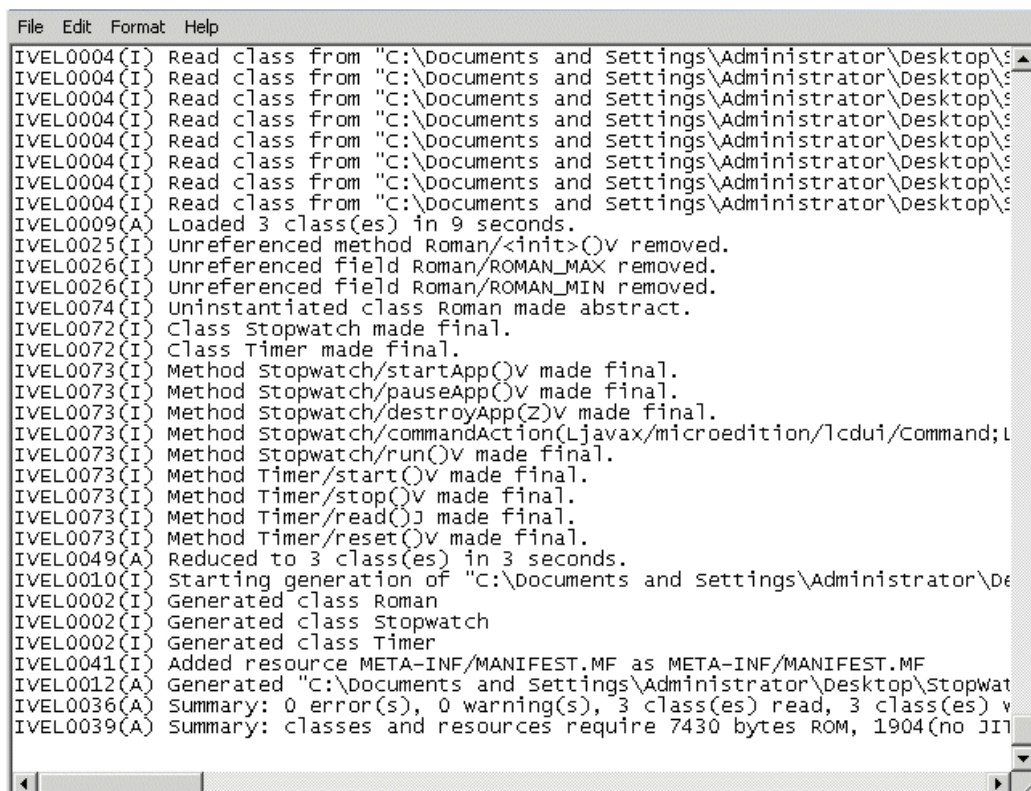 File Edit Format Help
IVEL0004(I) Read class from "C:\Documents and Settings\Administrator\Desktop\S
IVEL0004(I) Read class from "C:\Documents and Settings\Administrator\Desktop\S
IVEL0004(I) Read class from "C:\Documents and Settings\Administrator\Desktop\S
IVEL0004(I) Read class from "C:\Documents and Settings\Administrator\Desktop\S
IVEL0004(I) Read class from "C:\Documents and Settings\Administrator\Desktop\S
IVEL0004(I) Read class from "C:\Documents and Settings\Administrator\Desktop\S
IVEL0004(I) Read class from "C:\Documents and Settings\Administrator\Desktop\S
IVEL0004(I) Read class from "C:\Documents and Settings\Administrator\Desktop\S
IVEL0009(A) Loaded 3 class(es) in 9 seconds.
IVEL0025(I) Unreferenced method Roman/<init>()V removed.
IVEL0026(I) Unreferenced field Roman/ROMAN_MAX removed.
IVEL0026(I) Unreferenced field Roman/ROMAN_MIN removed.
IVEL0074(I) Uninstantiated class Roman made abstract.
IVEL0072(I) Class Stopwatch made final.
IVEL0072(I) Class Timer made final.
IVEL0073(I) Method Stopwatch/startApp()V made final.
IVEL0073(I) Method Stopwatch/pauseApp()V made final.
IVEL0073(I) Method Stopwatch/destroyApp(Z)V made final.
IVEL0073(I) Method Stopwatch/commandAction(Ljavax/microedition/lcdui/Command;L
IVEL0073(I) Method Stopwatch/run()V made final.
IVEL0073(I) Method Timer/start()V made final.
IVEL0073(I) Method Timer/stop()V made final.
IVEL0073(I) Method Timer/read()J made final.
IVEL0073(I) Method Timer/reset()V made final.
IVEL0049(A) Reduced to 3 class(es) in 3 seconds.
IVEL0010(I) Starting generation of "C:\Documents and Settings\Administrator\De
IVEL0002(I) Generated class Roman
IVEL0002(I) Generated class Stopwatch
IVEL0002(I) Generated class Timer
IVEL0041(I) Added resource META-INF/MANIFEST.MF as META-INF/MANIFEST.MF
IVEL0012(A) Generated "C:\Documents and Settings\Administrator\Desktop\StopWat
IVEL0036(A) Summary: 0 error(s), 0 warning(s), 3 class(es) read, 3 class(es) w
IVEL0039(A) Summary: classes and resources require 7430 bytes ROM, 1904(no JIT